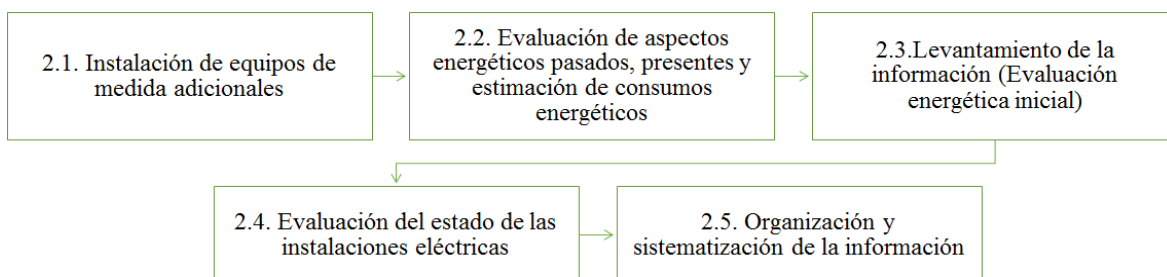 2.1. Instalación de equipos de
medida adicionales
2.2. Evaluación de aspectos
energéticos pasados, presentes y
estimación de consumos
energéticos
2.3.Levantamiento de la
información (Evaluación
energética inicial)
2.4. Evaluación del estado de las
instalaciones eléctricas
2.5. Organización y
sistematización de la información